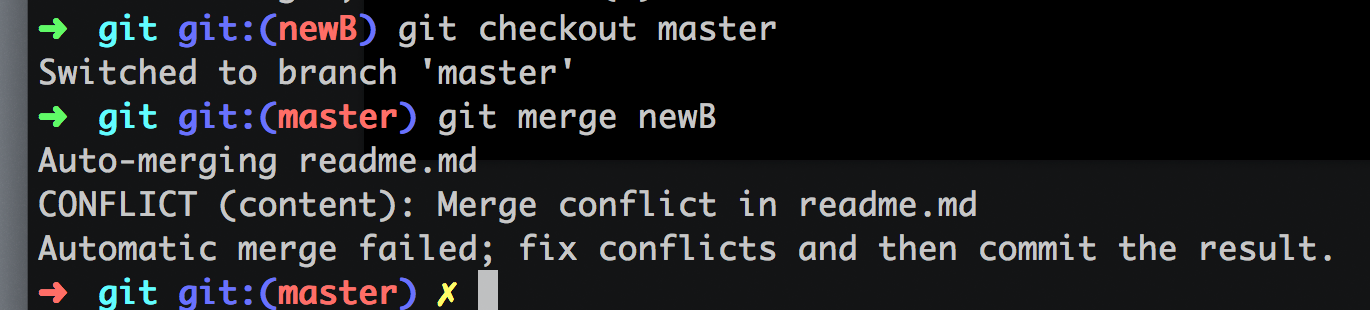 ➜  git git:(newB) git checkout master
Switched to branch 'master'
➜  git git:(master) git merge newB
Auto-merging readme.md
CONFLICT (content): Merge conflict in readme.md
Automatic merge failed; fix conflicts and then commit the result.
➜  git git:(master) ✗